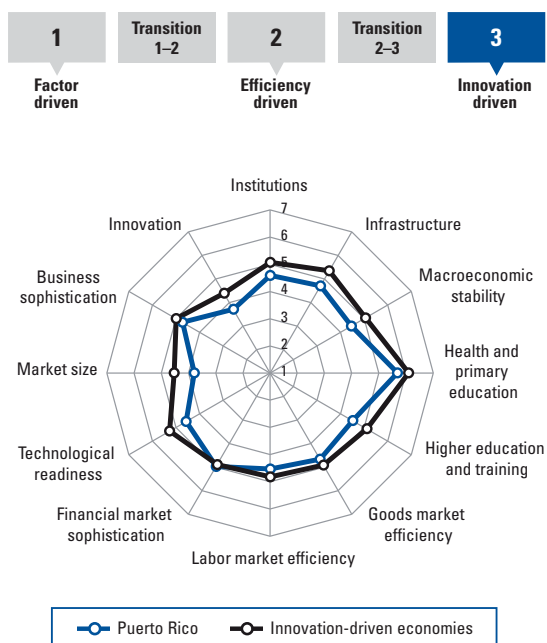 1
Transition
1–2
2
Transition
2–3
3
Factor
driven
Efficiency
driven
Innovation
driven
Institutions
7
Innovation
Infrastructure
6
5
Business
sophistication
Macroeconomic
stability
4
3
2
Market size
1
Health and
primary
education
Technological
readiness
Higher education
and training
Financial market
sophistication
Goods market
efficiency
Labor market efficiency
Puerto Rico
Innovation-driven economies